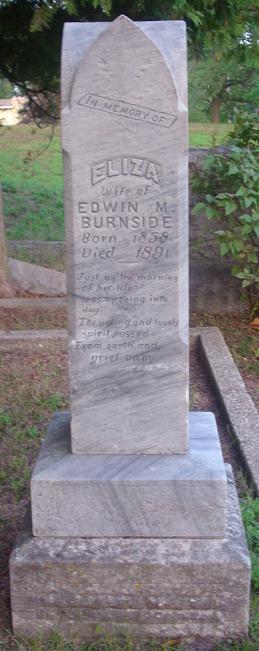 IN MEMORY OF
ELIZA
Wife of
EDWIN M.
BURNSIDE
Born 1858
Died 1891
Just as the morning
of her life
was opening into
day,
The young and lovely
spirit passed
From earth and
grief away